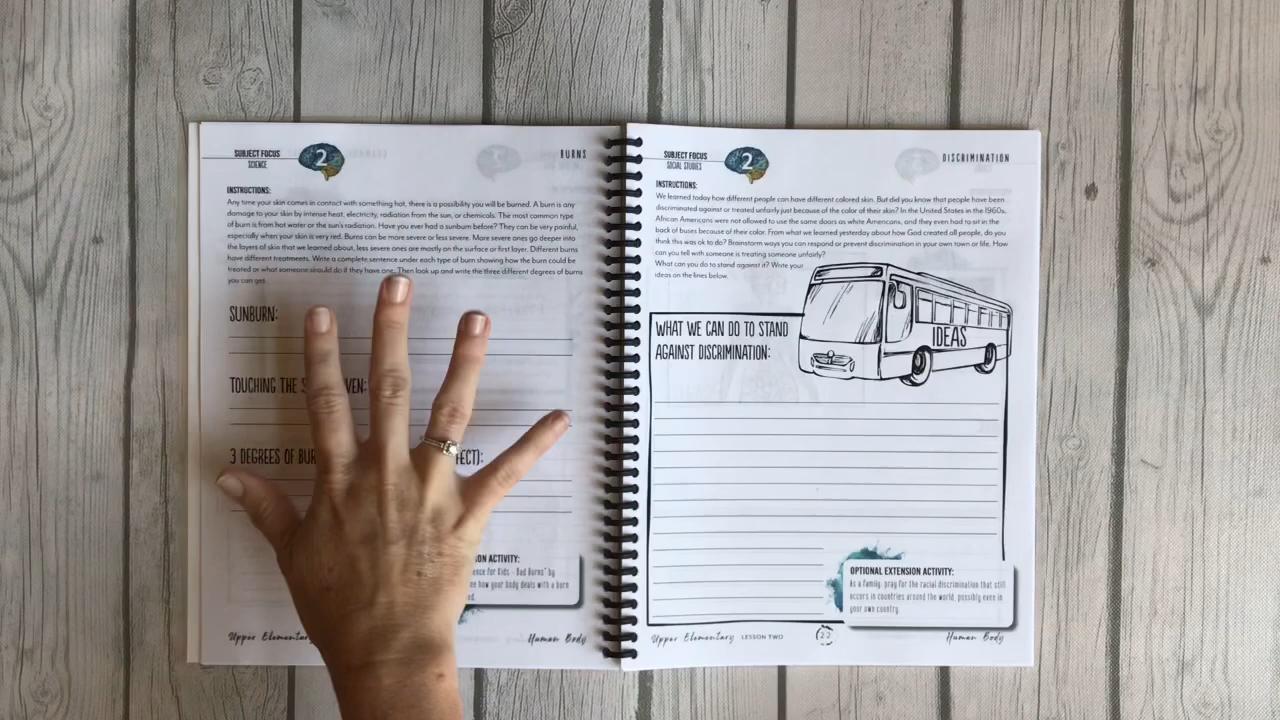 SUBJECT FOCUS
SCIENCE
2
BURNS
INSTRUCTIONS:
Any time your skin comes in contact with something hot, there is a possibility you will be burned. A burn is any
damage to your skin by intense heat, electricity, radiation from the sun, or chemicals. The most common type
of burn is from hot water or the sun's radiation. Have you ever had a sunburn before? They can be very painful,
especially when your skin is very red. Burns can be more severe or less severe. More severe ones go deeper into
the layers of skin that we learned about, less severe ones are mostly on the surface or first layer. Different burns
have different treatments. Write a complete sentence under each type of burn showing how the burn could be
treated or what someone should do if they have one. Then look up and write the three different degrees of burns
you can get.
SUNBURN:
TOUCHING THE
3 DEGREES OF
ACTIVITY:
for Kids - Bad Burns" by
how your body deals with a burn
Upper Elementary
Human Body
SUBJECT FOCUS
SOCIAL STUDIES
2
DISCRIMINATION
INSTRUCTIONS:
We learned today how different people can have different colored skin. But did you know that people have been
discriminated against or treated unfairly just because of the color of their skin? In the United States in the 1960s,
African Americans were not allowed to use the same doors as white Americans, and they even had to sit in the
back of buses because of their color. From what we learned yesterday about how God created all people, do you
think this was ok to do? Brainstorm ways you can respond or prevent discrimination in your own town or life. How
can you tell with someone is treating someone unfairly?
What can you do to stand against it? Write your
ideas on the lines below.
WHAT WE CAN DO TO STAND
AGAINST DISCRIMINATION:
IDEAS
OPTIONAL EXTENSION ACTIVITY:
As a family, pray for the racial discrimination that still
occurs in countries around the world, possibly even in
your own country.
Upper Elementary LESSON TWO
22
Human Body